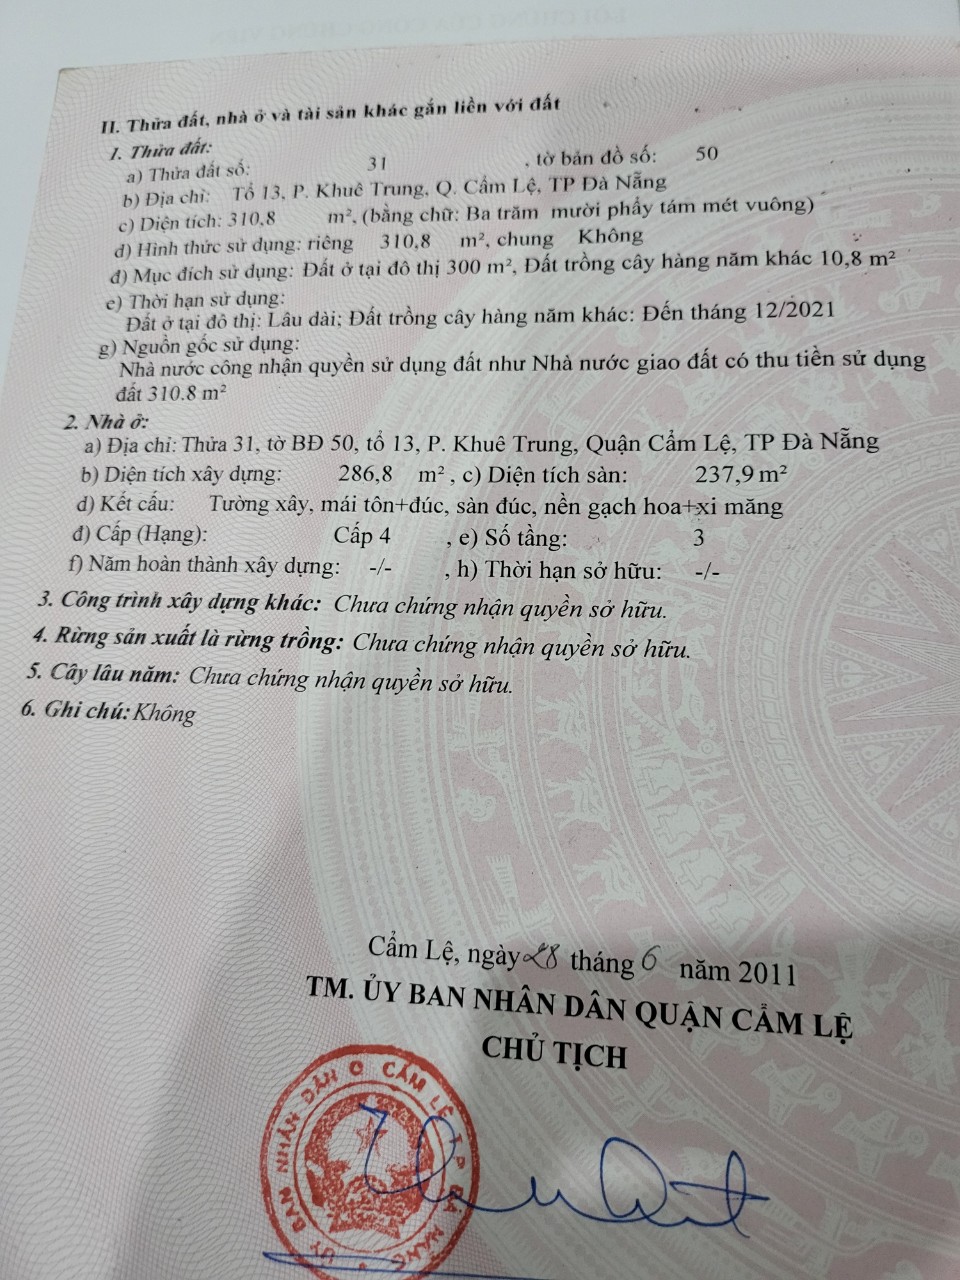 II. Thửa đất, nhà ở và tài sản khác gắn liền với đất
1. Thửa đất:
a) Thửa đất số: 31 , tờ bản đồ số: 50
b) Địa chỉ: Tổ 13, P. Khuê Trung, Q. Cẩm Lệ, TP Đà Nẵng
c) Diện tích: 310,8 m², (bằng chữ: Ba trăm mười phẩy tám mét vuông)
d) Hình thức sử dụng: riêng 310,8 m², chung Không
đ) Mục đích sử dụng: Đất ở tại đô thị 300 m², Đất trồng cây hàng năm khác 10,8 m²
e) Thời hạn sử dụng:
Đất ở tại đô thị: Lâu dài; Đất trồng cây hàng năm khác: Đến tháng 12/2021
g) Nguồn gốc sử dụng:
Nhà nước công nhận quyền sử dụng đất như Nhà nước giao đất có thu tiền sử dụng
đất 310.8 m²
2. Nhà ở:
a) Địa chỉ: Thửa 31, tờ BĐ 50, tổ 13, P. Khuê Trung, Quận Cẩm Lệ, TP Đà Nẵng
b) Diện tích xây dựng: 286,8 m² , c) Diện tích sàn: 237,9 m²
d) Kết cấu: Tường xây, mái tôn+đúc, sàn đúc, nền gạch hoa+xi măng
đ) Cấp (Hạng): Cấp 4 , e) Số tầng: 3
f) Năm hoàn thành xây dựng: -/- , h) Thời hạn sở hữu: -/-
3. Công trình xây dựng khác: Chưa chứng nhận quyền sở hữu.
4. Rừng sản xuất là rừng trồng: Chưa chứng nhận quyền sở hữu.
5. Cây lâu năm: Chưa chứng nhận quyền sở hữu.
6. Ghi chú: Không
Cẩm Lệ, ngày 28 tháng 6 năm 2011
TM. ỦY BAN NHÂN DÂN QUẬN CẨM LỆ
CHỦ TỊCH
ỦY BAN NHÂN DÂN Q CẨM LỆ TP ĐÀ NẴNG